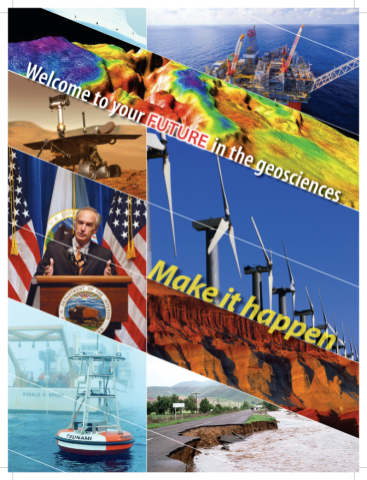 Welcome to your FUTURE in the geosciences
Make it happen
TSUNAMI